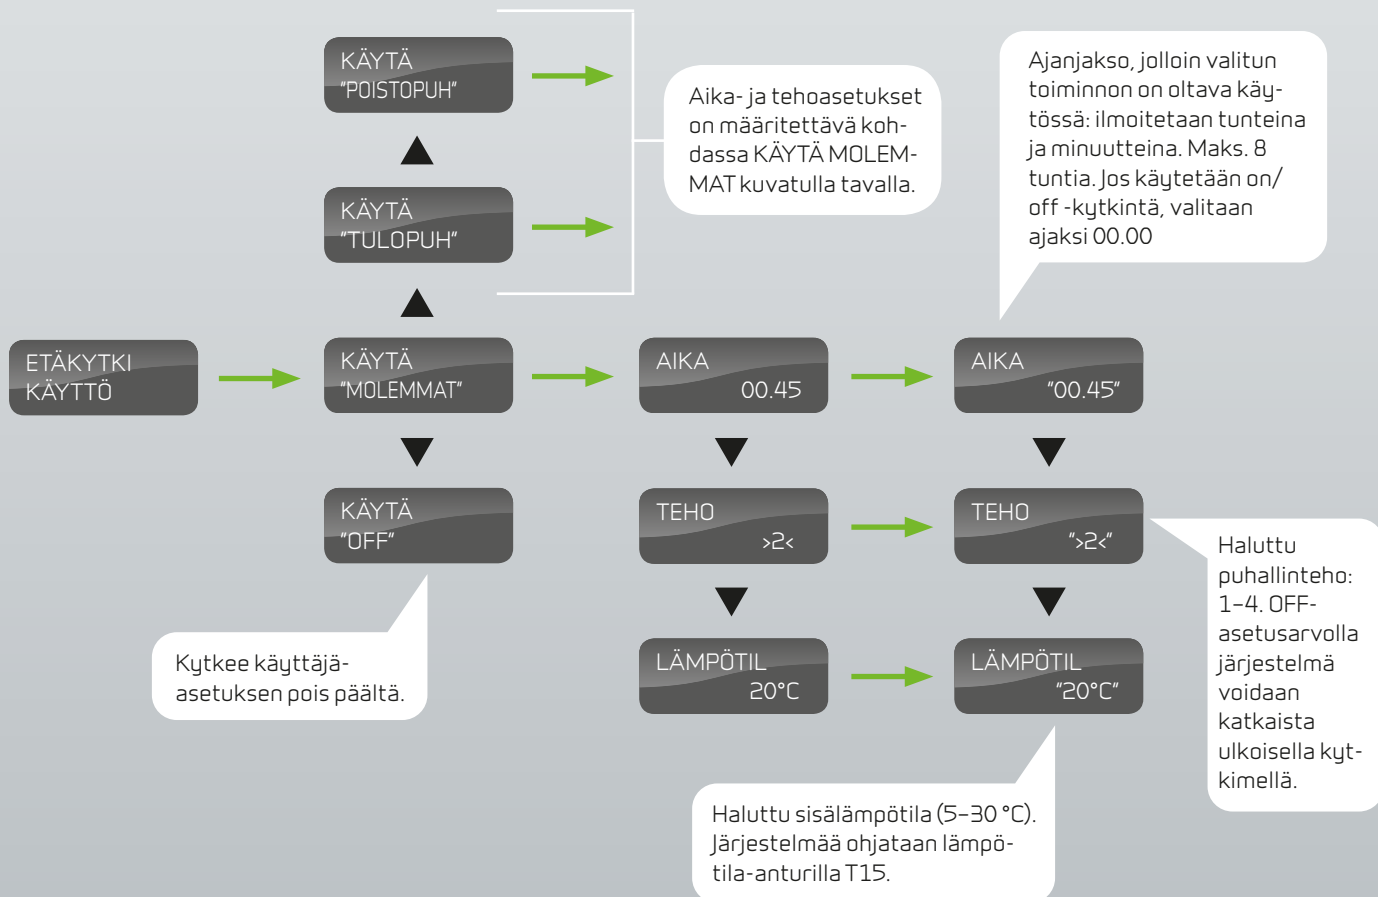 KÄYTÄ
"POISTOPUH"
Aika- ja tehoasetukset
on määritettävä koh-
dassa KÄYTÄ MOLEM-
MAT kuvatulla tavalla.
Ajanjakso, jolloin valitun
toiminnon on oltava käy-
tössä: ilmoitetaan tunteina
ja minuutteina. Maks. 8
tuntia. Jos käytetään on/
off -kytkintä, valitaan
ajaksi 00.00
KÄYTÄ
"TULOPUH"
ETÄKYTKI
KÄYTTÖ
KÄYTÄ
"MOLEMMAT"
AIKA
00.45
AIKA
"00.45"
KÄYTÄ
"OFF"
TEHO
>2<
TEHO
">2<"
Haluttu
puhallinteho:
1–4. OFF-
asetusarvolla
järjestelmä
voidaan
katkaista
ulkoisella kyt-
kimellä.
Kytkee käyttäjä-
asetuksen pois päältä.
LÄMPÖTIL
20°C
LÄMPÖTIL
"20°C"
Haluttu sisälämpötila (5–30 °C).
Järjestelmää ohjataan lämpö-
tila-anturilla T15.